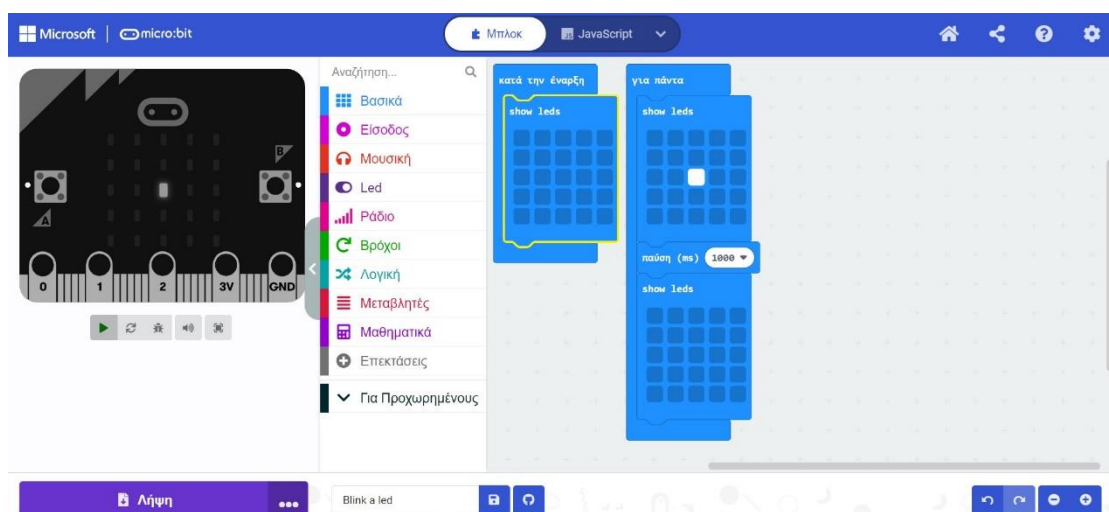 Microsoft micro:bit
Μπλοκ JavaScript
Αναζήτηση...
Βασικά
Είσοδος
Μουσική
Led
Ράδιο
Βρόχοι
Λογική
Μεταβλητές
Μαθηματικά
Επεκτάσεις
Για Προχωρημένους
κατά την έναρξη
show leds
για πάντα
show leds
παύση (ms) 1000
show leds
A
B
0 1 2 3V GND
Λήψη
Blink a led